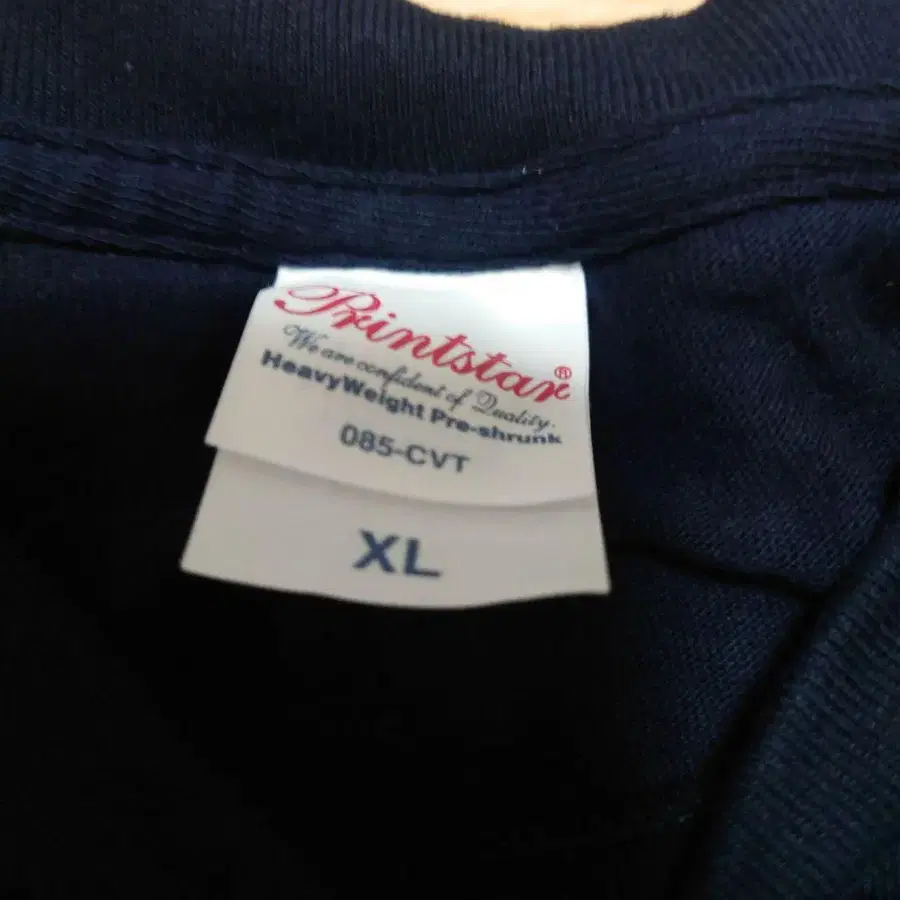 Printstar®
We are confident of Quality.
HeavyWeight Pre-shrunk
085-CVT
XL